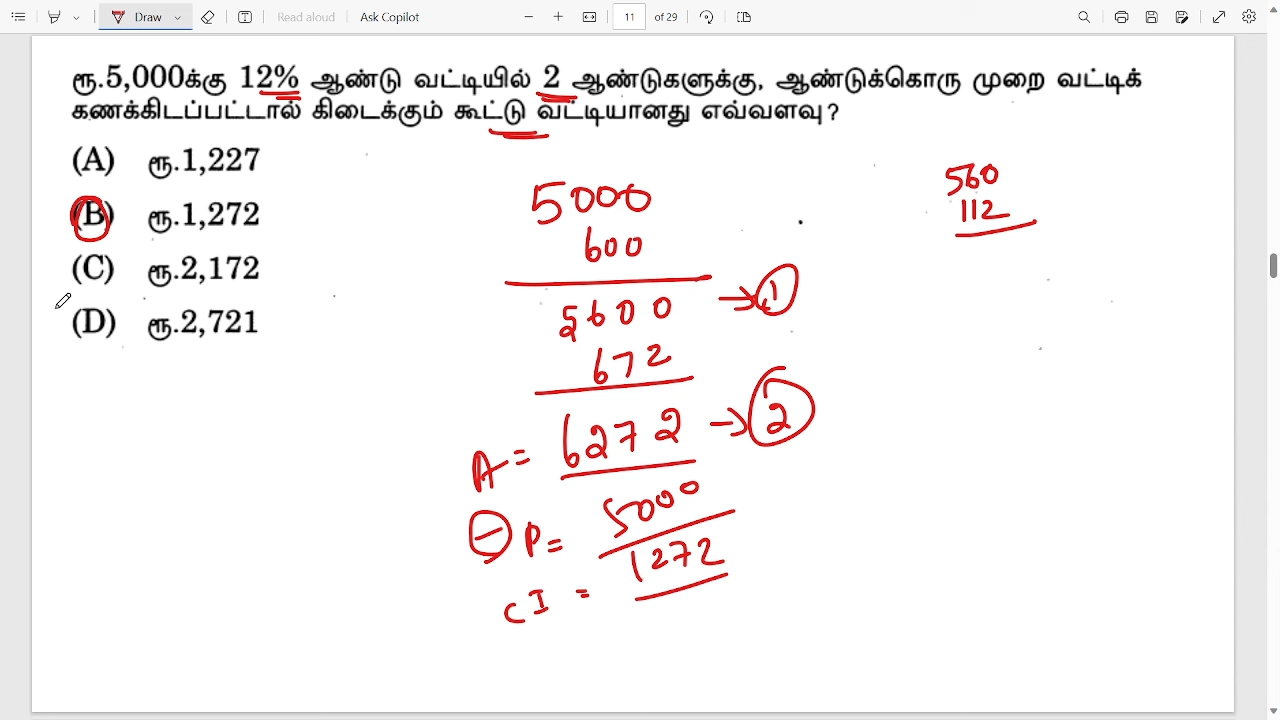 Draw
Read aloud
Ask Copilot
11
of 29
ரூ.5,000க்கு 12% ஆண்டு வட்டியில் 2 ஆண்டுகளுக்கு, ஆண்டுக்கொரு முறை வட்டிக்
கணக்கிடப்பட்டால் கிடைக்கும் கூட்டு வட்டியானது எவ்வளவு?
(A) ரூ.1,227
(B) ரூ.1,272
(C) ரூ.2,172
(D) ரூ.2,721
5000
600
5600 → 1
672
A = 6272 → 2
− P = 5000
CI = 1272
560
112